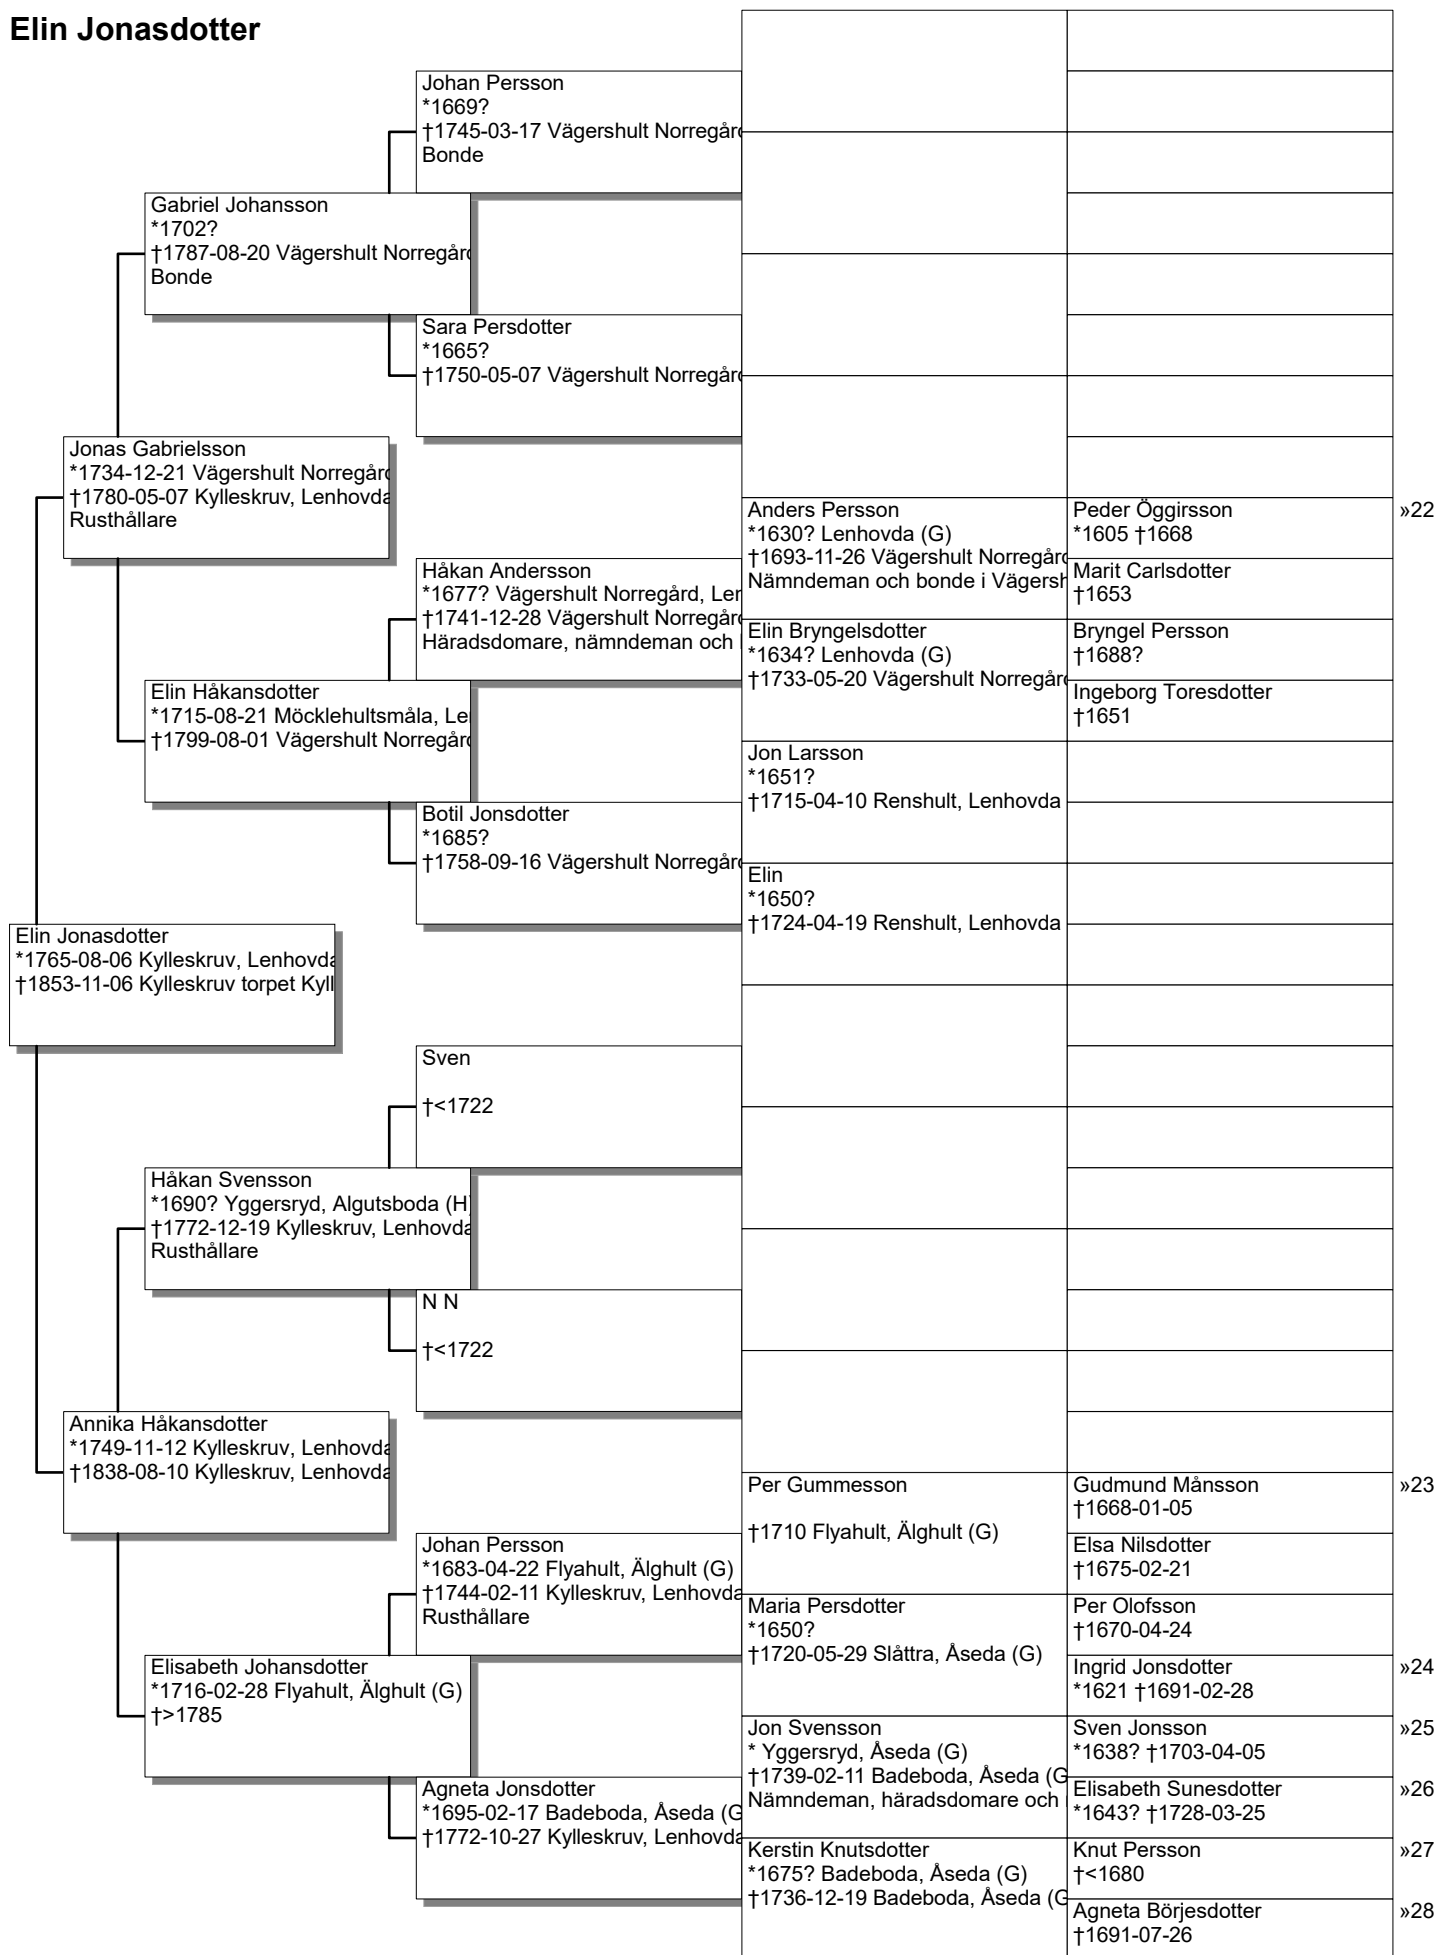 Elin Jonasdotter
Johan Persson
*1669?
†1745-03-17 Vägershult Norregård
Bonde
Gabriel Johansson
*1702?
†1787-08-20 Vägershult Norregård
Bonde
Sara Persdotter
*1665?
†1750-05-07 Vägershult Norregård
Jonas Gabrielsson
*1734-12-21 Vägershult Norregård
†1780-05-07 Kylleskruv, Lenhovda
Rusthållare
Anders Persson
*1630? Lenhovda (G)
†1693-11-26 Vägershult Norregård
Nämndeman och bonde i Vägersh
Peder Öggirsson
*1605 †1668
»22
Marit Carlsdotter
†1653
Håkan Andersson
*1677? Vägershult Norregård, Len
†1741-12-28 Vägershult Norregård
Häradsdomare, nämndeman och
Elin Bryngelsdotter
*1634? Lenhovda (G)
†1733-05-20 Vägershult Norregård
Bryngel Persson
†1688?
Ingeborg Toresdotter
†1651
Elin Håkansdotter
*1715-08-21 Möcklehultsmåla, Len
†1799-08-01 Vägershult Norregård
Jon Larsson
*1651?
†1715-04-10 Renshult, Lenhovda
Botil Jonsdotter
*1685?
†1758-09-16 Vägershult Norregård
Elin
*1650?
†1724-04-19 Renshult, Lenhovda
Elin Jonasdotter
*1765-08-06 Kylleskruv, Lenhovda
†1853-11-06 Kylleskruv torpet Kyll
Sven
†<1722
Håkan Svensson
*1690? Yggersryd, Algutsboda (H)
†1772-12-19 Kylleskruv, Lenhovda
Rusthållare
N N
†<1722
Annika Håkansdotter
*1749-11-12 Kylleskruv, Lenhovda
†1838-08-10 Kylleskruv, Lenhovda
Per Gummesson
†1710 Flyahult, Älghult (G)
Gudmund Månsson
†1668-01-05
»23
Elsa Nilsdotter
†1675-02-21
Johan Persson
*1683-04-22 Flyahult, Älghult (G)
†1744-02-11 Kylleskruv, Lenhovda
Rusthållare
Maria Persdotter
*1650?
†1720-05-29 Slåttra, Åseda (G)
Per Olofsson
†1670-04-24
Ingrid Jonsdotter
*1621 †1691-02-28
»24
Elisabeth Johansdotter
*1716-02-28 Flyahult, Älghult (G)
†>1785
Jon Svensson
* Yggersryd, Åseda (G)
†1739-02-11 Badeboda, Åseda (G
Nämndeman, häradsdomare och
Sven Jonsson
*1638? †1703-04-05
»25
Elisabeth Sunesdotter
*1643? †1728-03-25
»26
Agneta Jonsdotter
*1695-02-17 Badeboda, Åseda (G
†1772-10-27 Kylleskruv, Lenhovda
Kerstin Knutsdotter
*1675? Badeboda, Åseda (G)
†1736-12-19 Badeboda, Åseda (G
Knut Persson
†<1680
»27
Agneta Börjesdotter
†1691-07-26
»28